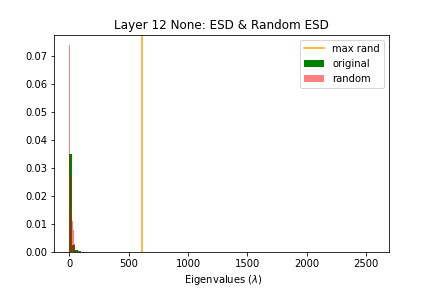 Layer 12 None: ESD & Random ESD
max rand
original
random
0.07
0.06
0.05
0.04
0.03
0.02
0.01
0.00
0 500 1000 1500 2000 2500
Eigenvalues (λ)